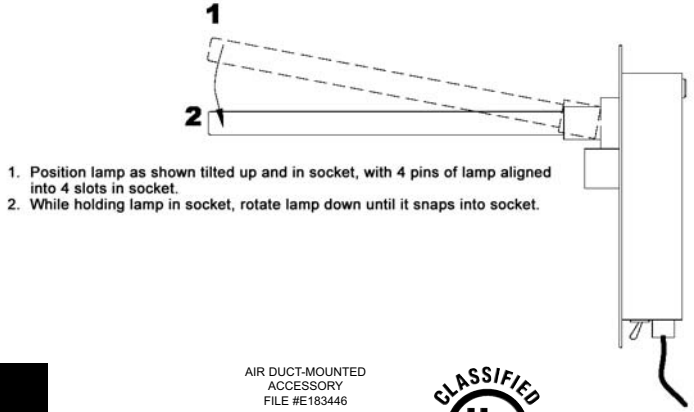 1
2
1. Position lamp as shown tilted up and in socket, with 4 pins of lamp aligned
into 4 slots in socket.
2. While holding lamp in socket, rotate lamp down until it snaps into socket.
AIR DUCT-MOUNTED
ACCESSORY
FILE #E183446
CLASSIFIED